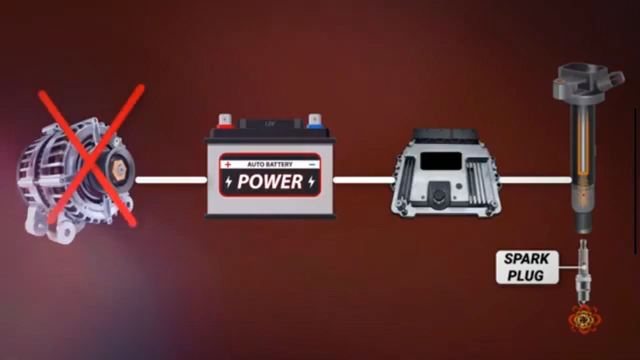 12V
+ AUTO BATTERY −
POWER
SPARK
PLUG